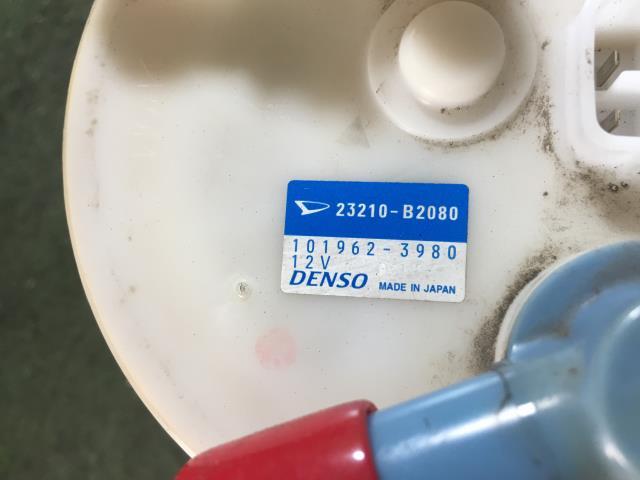 23210-B2080
101962-3980
12V
DENSO MADE IN JAPAN